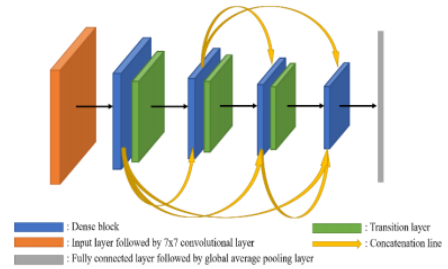 : Dense block
: Transition layer
: Input layer followed by 7x7 convolutional layer
: Concatenation line
: Fully connected layer followed by global average pooling layer